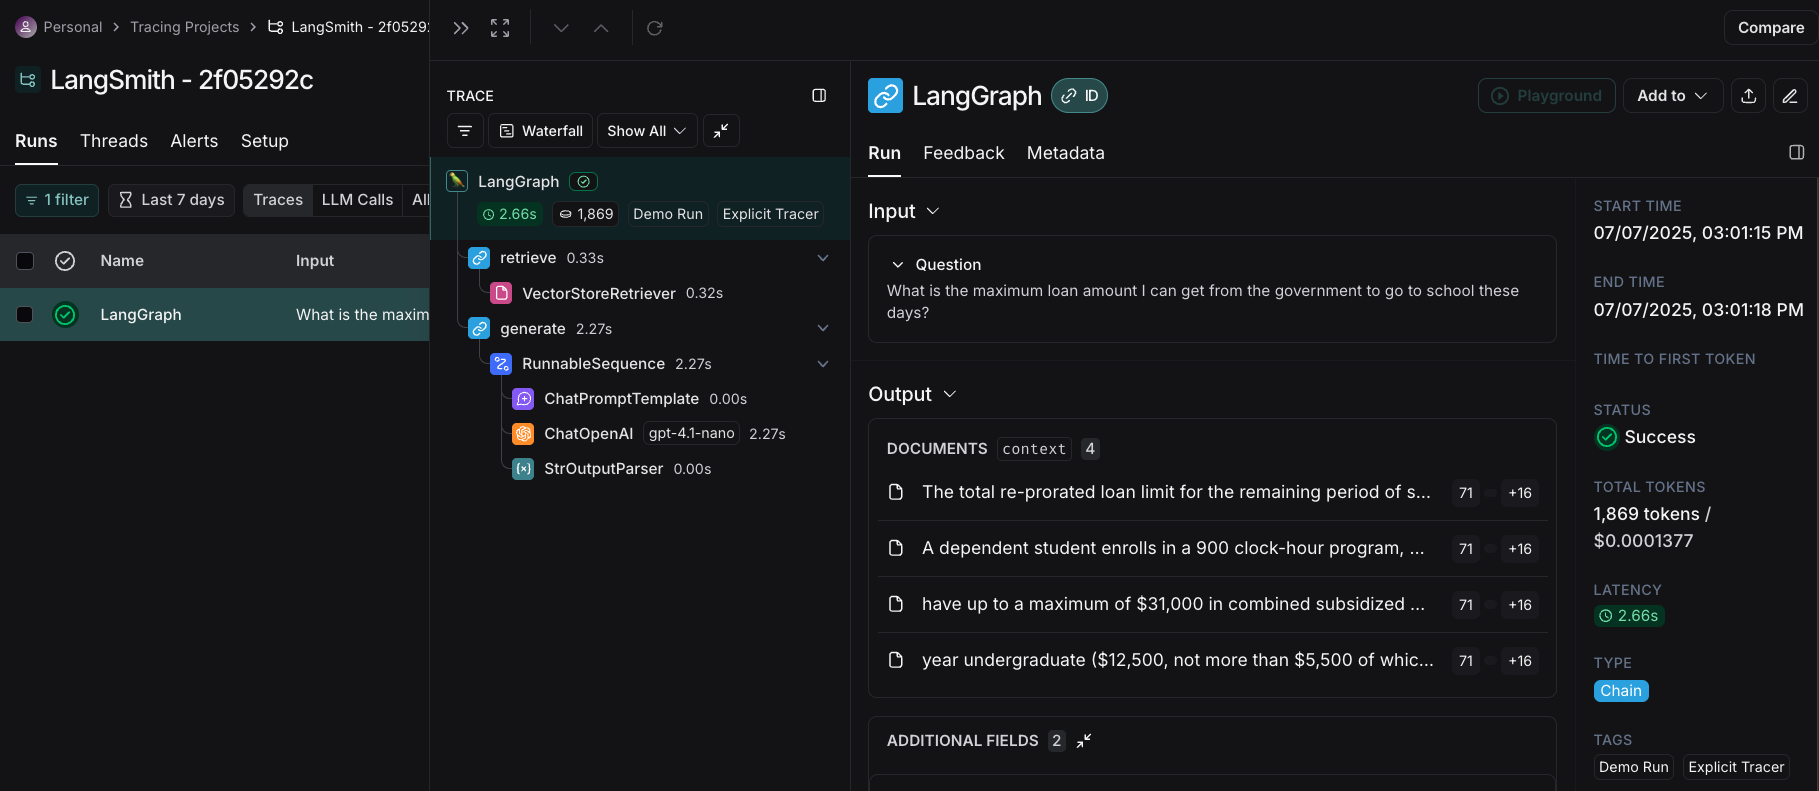 Personal > Tracing Projects > LangSmith - 2f05292
Compare
LangSmith - 2f05292c
Runs Threads Alerts Setup
1 filter Last 7 days Traces LLM Calls All
Name Input
LangGraph What is the maxim
TRACE
Waterfall Show All
LangGraph
2.66s 1,869 Demo Run Explicit Tracer
retrieve 0.33s
VectorStoreRetriever 0.32s
generate 2.27s
RunnableSequence 2.27s
ChatPromptTemplate 0.00s
ChatOpenAI gpt-4.1-nano 2.27s
StrOutputParser 0.00s
LangGraph ID
Playground Add to
Run Feedback Metadata
Input
Question
What is the maximum loan amount I can get from the government to go to school these
days?
Output
DOCUMENTS context 4
The total re-prorated loan limit for the remaining period of s... 71 +16
A dependent student enrolls in a 900 clock-hour program, ... 71 +16
have up to a maximum of $31,000 in combined subsidized ... 71 +16
year undergraduate ($12,500, not more than $5,500 of whic... 71 +16
ADDITIONAL FIELDS 2
START TIME
07/07/2025, 03:01:15 PM
END TIME
07/07/2025, 03:01:18 PM
TIME TO FIRST TOKEN
STATUS
Success
TOTAL TOKENS
1,869 tokens /
$0.0001377
LATENCY
2.66s
TYPE
Chain
TAGS
Demo Run Explicit Tracer